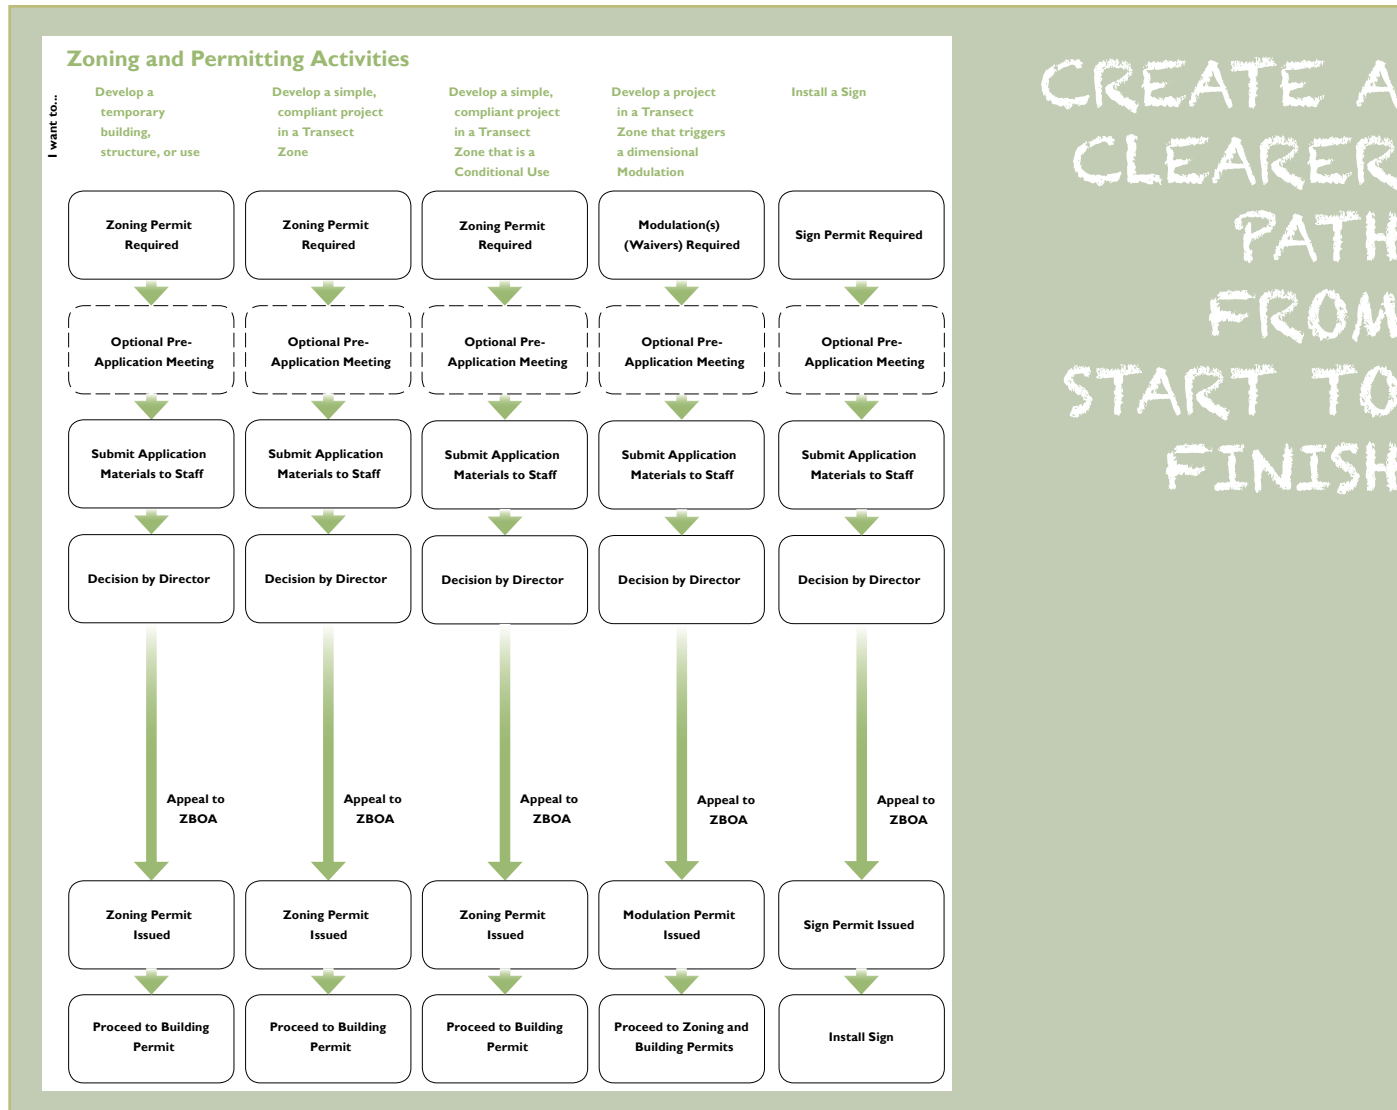 Zoning and Permitting Activities
I want to...
Develop a
temporary
building,
structure, or use
Develop a simple,
compliant project
in a Transect
Zone
Develop a simple,
compliant project
in a Transect
Zone that is a
Conditional Use
Develop a project
in a Transect
Zone that triggers
a dimensional
Modulation
Install a Sign
Zoning Permit
Required
Zoning Permit
Required
Zoning Permit
Required
Modulation(s)
(Waivers) Required
Sign Permit Required
Optional Pre-
Application Meeting
Optional Pre-
Application Meeting
Optional Pre-
Application Meeting
Optional Pre-
Application Meeting
Optional Pre-
Application Meeting
Submit Application
Materials to Staff
Submit Application
Materials to Staff
Submit Application
Materials to Staff
Submit Application
Materials to Staff
Submit Application
Materials to Staff
Decision by Director
Decision by Director
Decision by Director
Decision by Director
Decision by Director
Appeal to
ZBOA
Appeal to
ZBOA
Appeal to
ZBOA
Appeal to
ZBOA
Appeal to
ZBOA
Zoning Permit
Issued
Zoning Permit
Issued
Zoning Permit
Issued
Modulation Permit
Issued
Sign Permit Issued
Proceed to Building
Permit
Proceed to Building
Permit
Proceed to Building
Permit
Proceed to Zoning and
Building Permits
Install Sign
CREATE A
CLEARER
PATH
FROM
START TO
FINISH